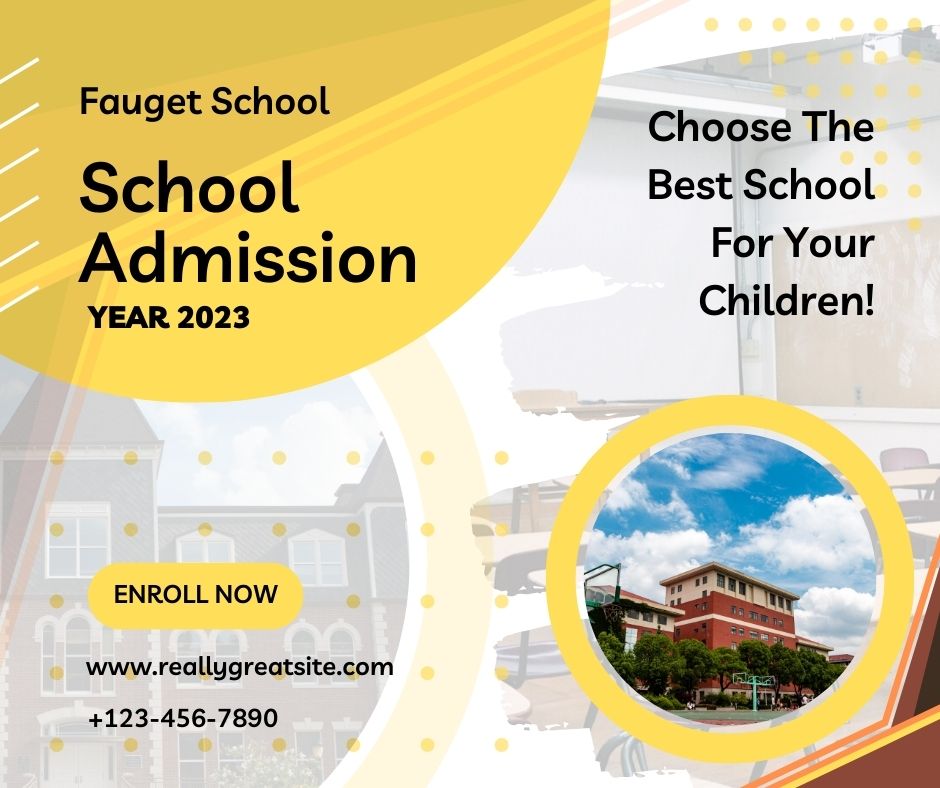 Fauget School
School
Admission
YEAR 2023
Choose The
Best School
For Your
Children!
ENROLL NOW
www.reallygreatsite.com
+123-456-7890